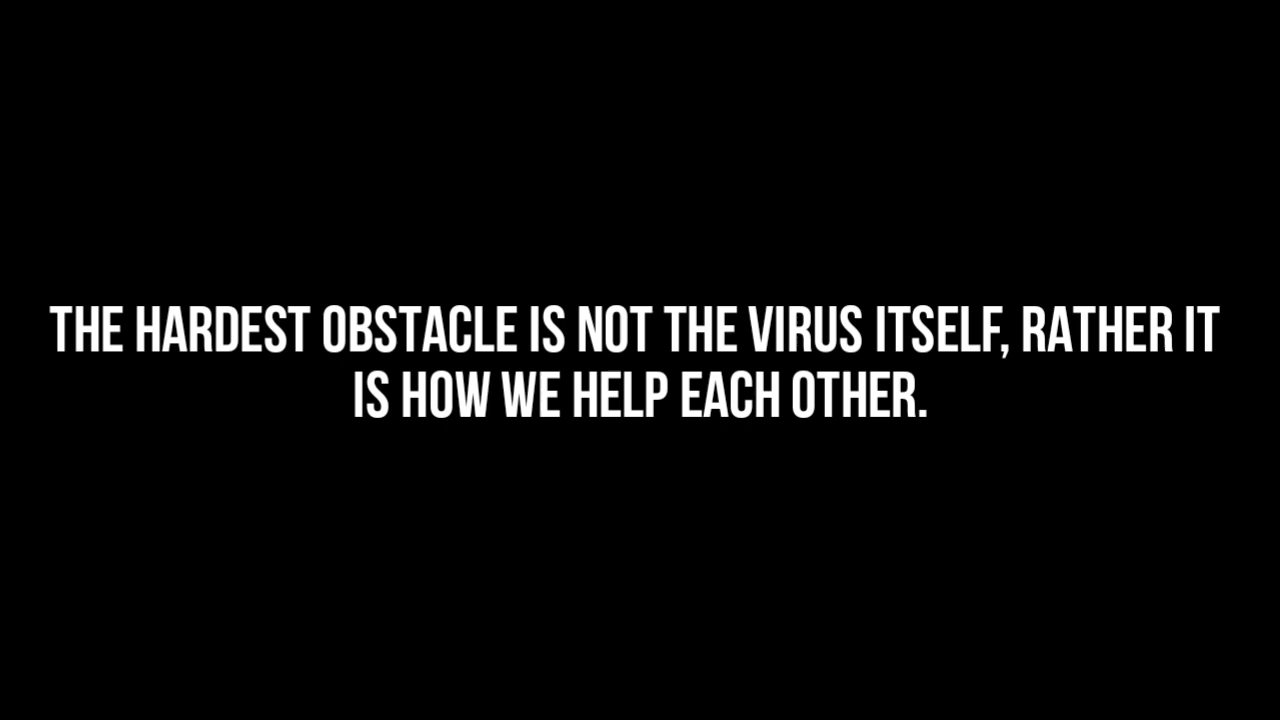 THE HARDEST OBSTACLE IS NOT THE VIRUS ITSELF, RATHER IT
IS HOW WE HELP EACH OTHER.